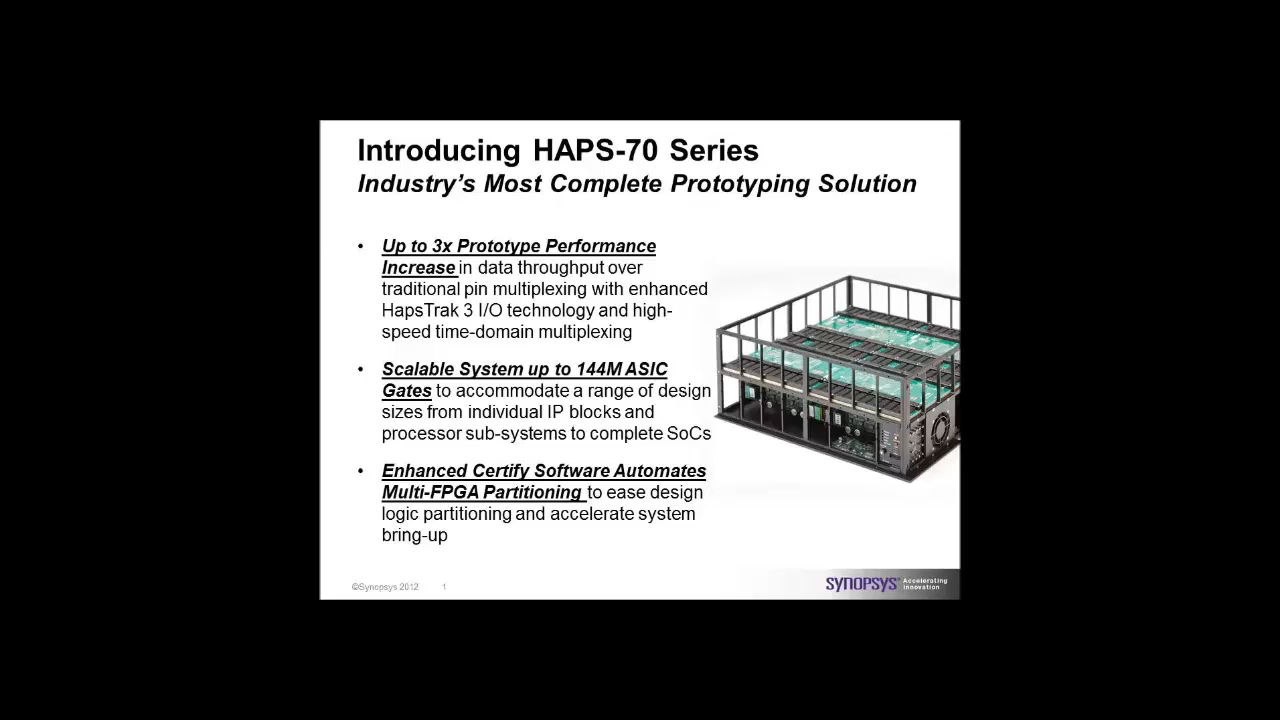 Introducing HAPS-70 Series
Industry's Most Complete Prototyping Solution
• Up to 3x Prototype Performance
Increase in data throughput over
traditional pin multiplexing with enhanced
HapsTrak 3 I/O technology and high-
speed time-domain multiplexing
• Scalable System up to 144M ASIC
Gates to accommodate a range of design
sizes from individual IP blocks and
processor sub-systems to complete SoCs
• Enhanced Certify Software Automates
Multi-FPGA Partitioning to ease design
logic partitioning and accelerate system
bring-up
©Synopsys 2012 1
SYNOPSYS® Accelerating
Innovation